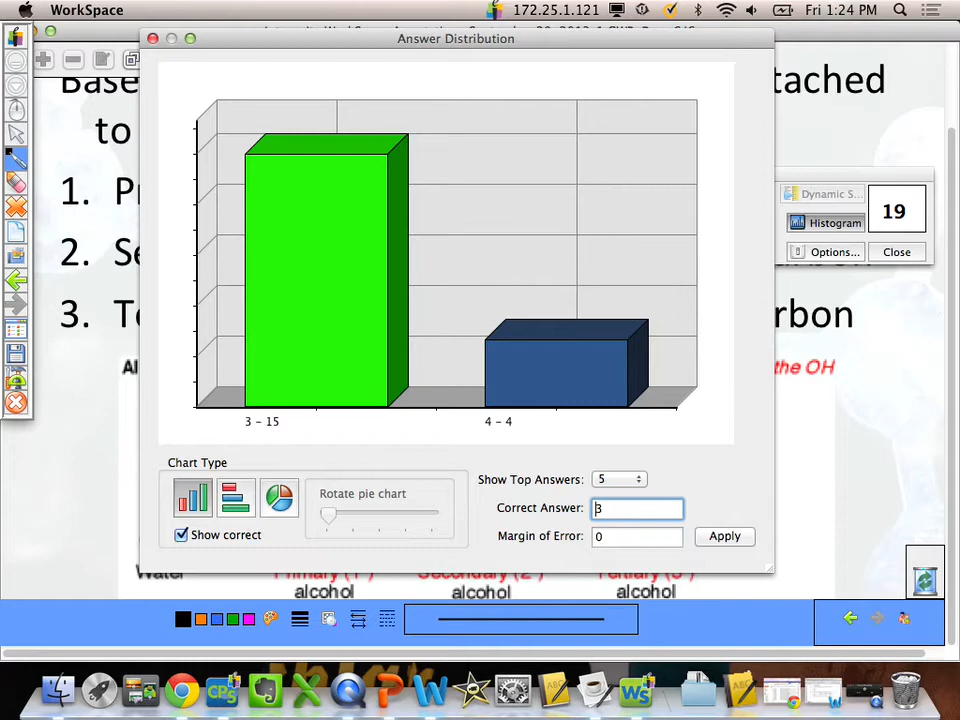 WorkSpace
172.25.1.121
Fri 1:24 PM
Answer Distribution
Base
tached
to
1. Pr
2. Se
3. Te
rbon
the OH
Dynamic S...
Histogram
19
Options...
Close
3 - 15
4 - 4
Chart Type
Rotate pie chart
Show correct
Show Top Answers: 5
Correct Answer: 3
Margin of Error: 0
Apply
Water Primary (1°) Secondary (2°) Tertiary (3°)
alcohol alcohol alcohol
CPS
WS